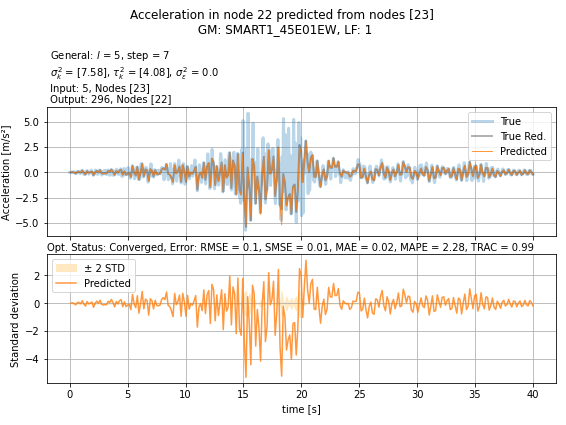 Acceleration in node 22 predicted from nodes [23]
GM: SMART1_45E01EW, LF: 1
General: l = 5, step = 7
σ²ₖ = [7.58], τ²ₖ = [4.08], σ²ε = 0.0
Input: 5, Nodes [23]
Output: 296, Nodes [22]
Acceleration [m/s²]
5.0
2.5
0.0
−2.5
−5.0
True
True Red.
Predicted
Opt. Status: Converged, Error: RMSE = 0.1, SMSE = 0.01, MAE = 0.02, MAPE = 2.28, TRAC = 0.99
Standard deviation
2
0
−2
−4
± 2 STD
Predicted
0 5 10 15 20 25 30 35 40
time [s]